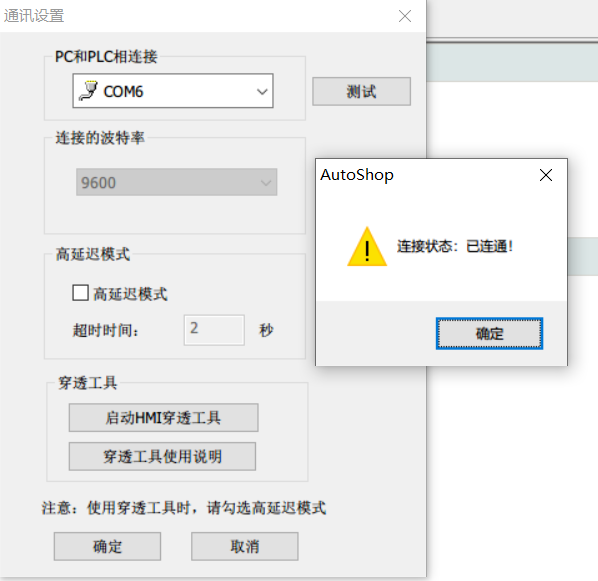 通讯设置
PC和PLC相连接
COM6
测试
连接的波特率
9600
AutoShop
连接状态：已连通！
确定
高延迟模式
高延迟模式
超时时间：
2
秒
穿透工具
启动HMI穿透工具
穿透工具使用说明
注意：使用穿透工具时，请勾选高延迟模式
确定
取消